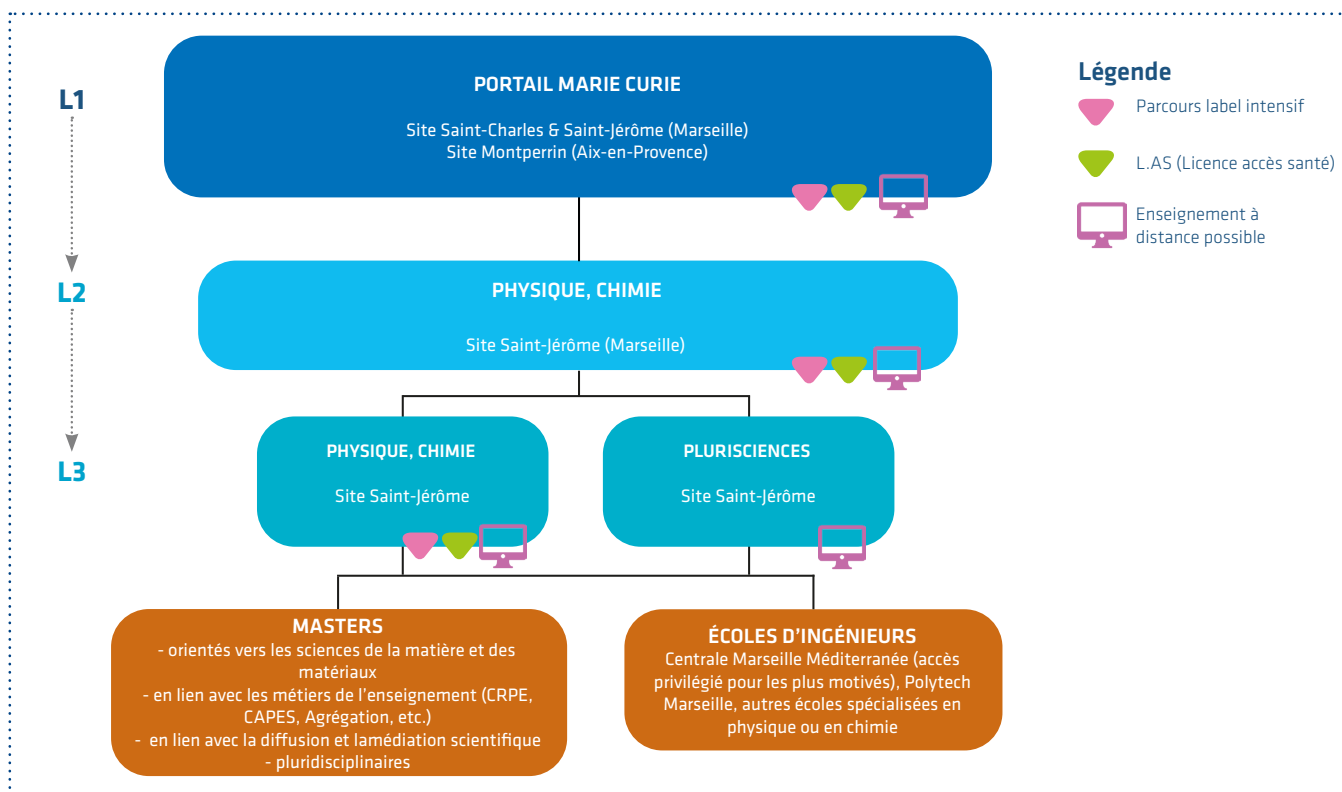 L1
PORTAIL MARIE CURIE
Site Saint-Charles & Saint-Jérôme (Marseille)
Site Montperrin (Aix-en-Provence)
Légende
Parcours label intensif
L.AS (Licence accès santé)
Enseignement à
distance possible
L2
PHYSIQUE, CHIMIE
Site Saint-Jérôme (Marseille)
L3
PHYSIQUE, CHIMIE
Site Saint-Jérôme
PLURISCIENCES
Site Saint-Jérôme
MASTERS
- orientés vers les sciences de la matière et des
matériaux
- en lien avec les métiers de l'enseignement (CRPE,
CAPES, Agrégation, etc.)
- en lien avec la diffusion et lamédiation scientifique
- pluridisciplinaires
ÉCOLES D'INGÉNIEURS
Centrale Marseille Méditerranée (accès
privilégié pour les plus motivés), Polytech
Marseille, autres écoles spécialisées en
physique ou en chimie